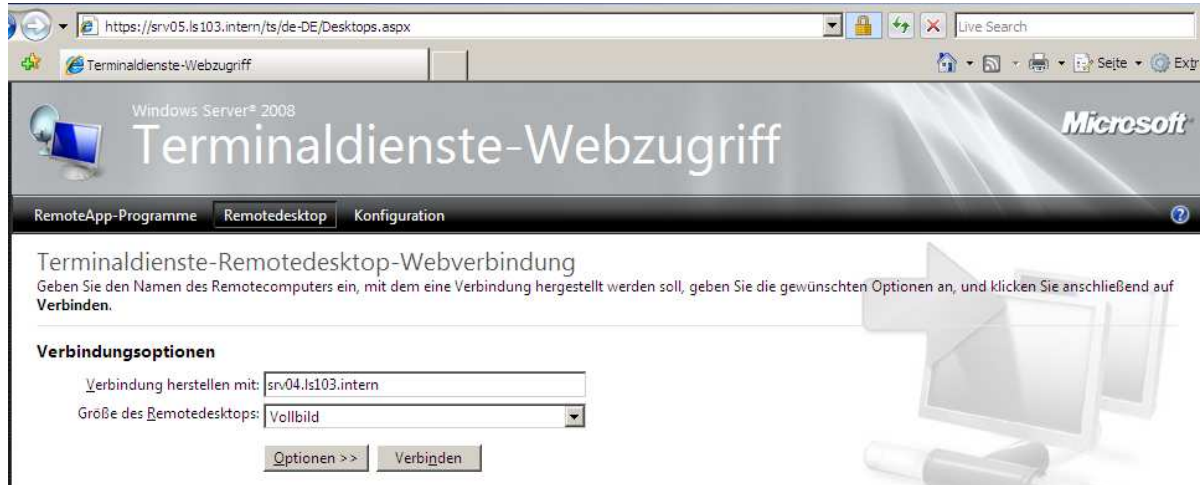 https://srv05.ls103.intern/ts/de-DE/Desktops.aspx
Live Search
Terminaldienste-Webzugriff
Seite
Extr
Windows Server® 2008
Terminaldienste-Webzugriff
Microsoft
RemoteApp-Programme Remotedesktop Konfiguration
Terminaldienste-Remotedesktop-Webverbindung
Geben Sie den Namen des Remotecomputers ein, mit dem eine Verbindung hergestellt werden soll, geben Sie die gewünschten Optionen an, und klicken Sie anschließend auf
Verbinden.
Verbindungsoptionen
Verbindung herstellen mit: srv04.ls103.intern
Größe des Remotedesktops: Vollbild
Optionen >> Verbinden